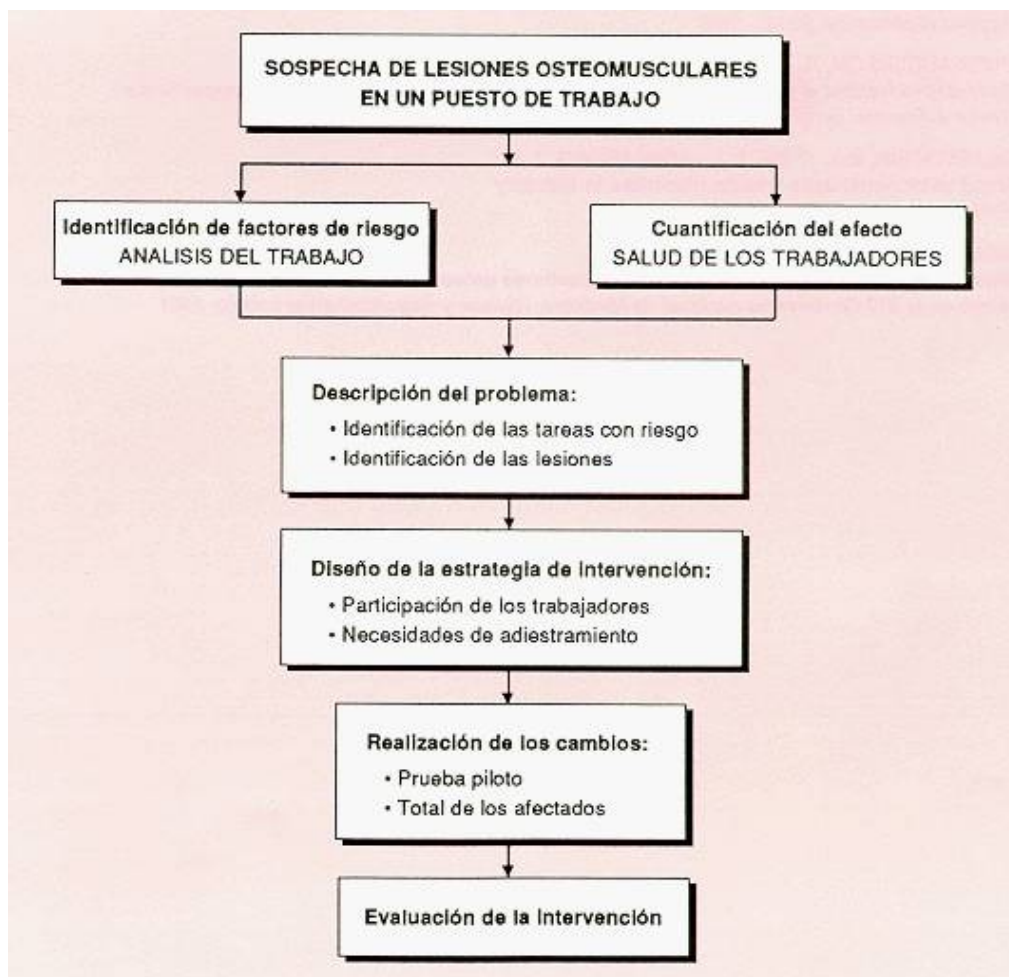 SOSPECHA DE LESIONES OSTEOMUSCULARES
EN UN PUESTO DE TRABAJO
Identificación de factores de riesgo
ANALISIS DEL TRABAJO
Cuantificación del efecto
SALUD DE LOS TRABAJADORES
Descripción del problema:
• Identificación de las tareas con riesgo
• Identificación de las lesiones
Diseño de la estrategia de intervención:
• Participación de los trabajadores
• Necesidades de adiestramiento
Realización de los cambios:
• Prueba piloto
• Total de los afectados
Evaluación de la intervención